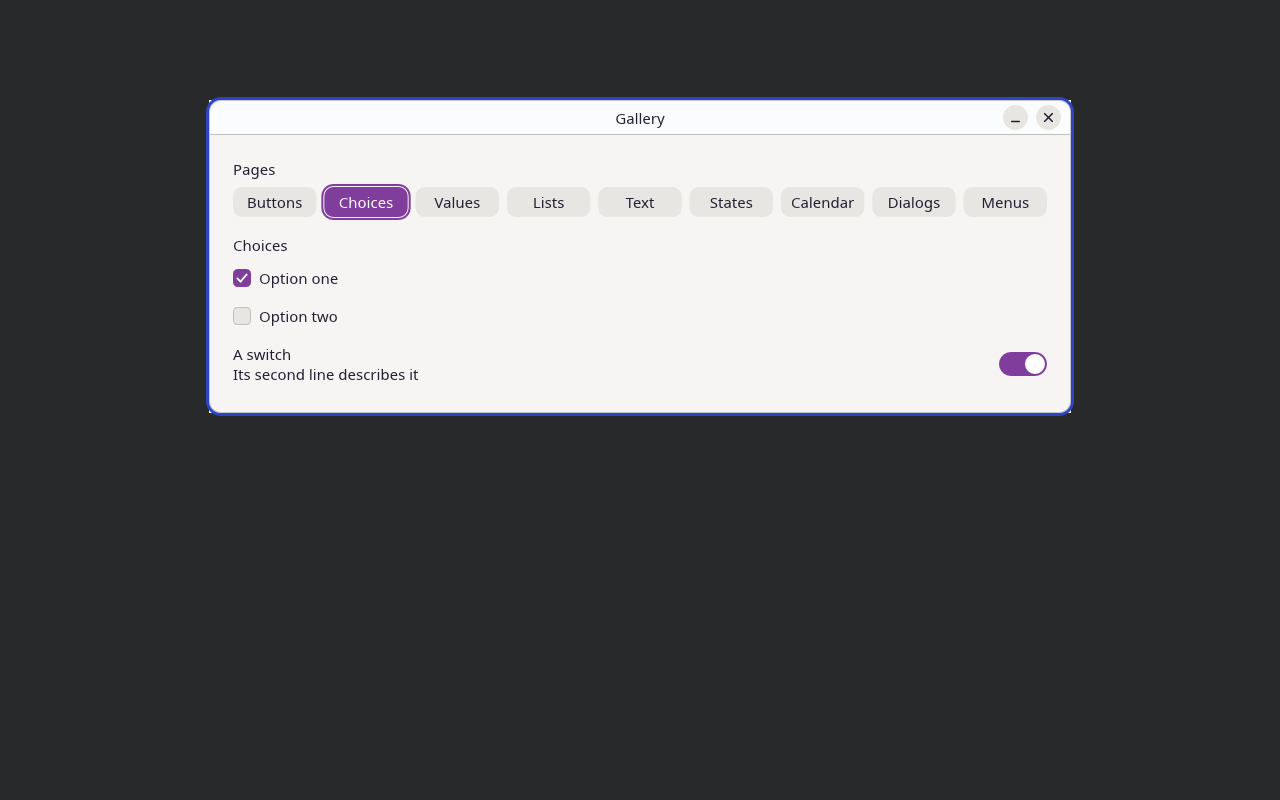 Gallery
Pages
Buttons Choices Values Lists Text States Calendar Dialogs Menus
Choices
Option one
Option two
A switch
Its second line describes it